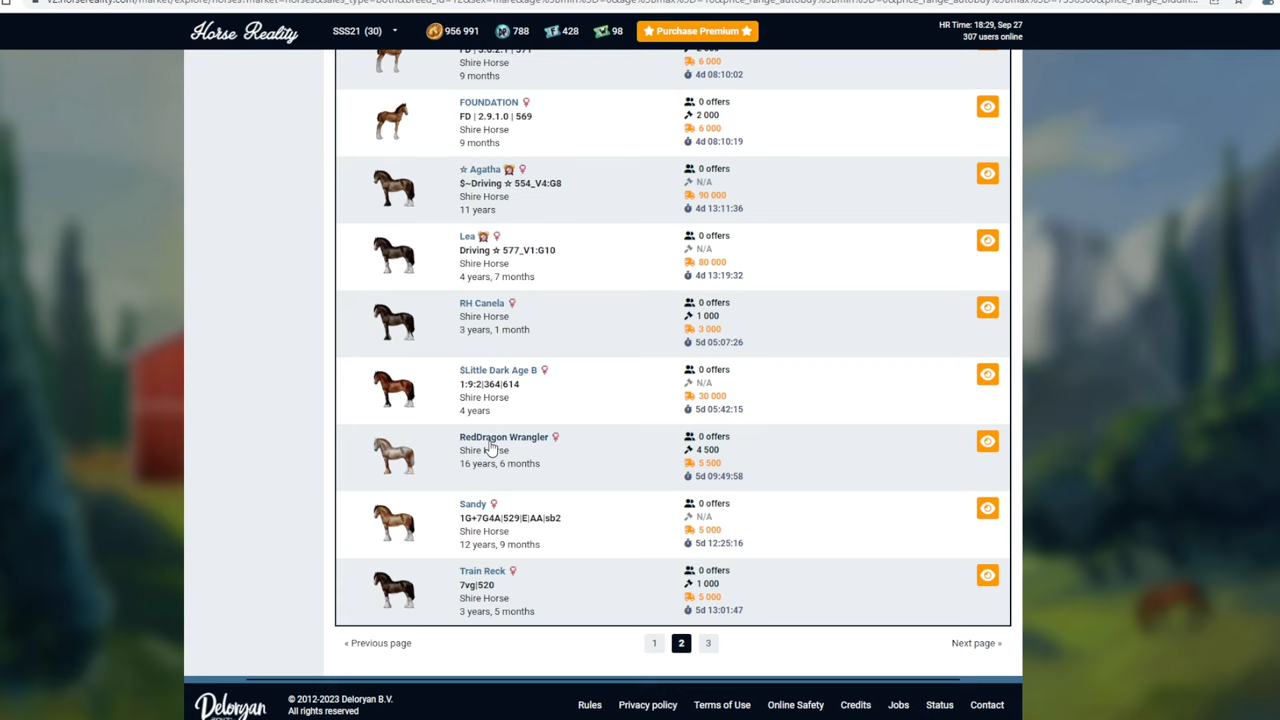 Horse Reality
SSS21 (30)
956 991
788
428
98
★ Purchase Premium ★
HR Time: 18:29, Sep 27
307 users online
6 000
Shire Horse
9 months
4d 08:10:02
FOUNDATION
FD | 2.9.1.0 | 569
Shire Horse
9 months
0 offers
2 000
6 000
4d 08:10:19
☆ Agatha
$~Driving ☆ 554_V4:G8
Shire Horse
11 years
0 offers
N/A
90 000
4d 13:11:36
Lea
Driving ☆ 577_V1:G10
Shire Horse
4 years, 7 months
0 offers
N/A
80 000
4d 13:19:32
RH Canela
Shire Horse
3 years, 1 month
0 offers
1 000
3 000
5d 05:07:26
$Little Dark Age B
1:9:2|364|614
Shire Horse
4 years
0 offers
N/A
30 000
5d 05:42:15
RedDragon Wrangler
Shire Horse
16 years, 6 months
0 offers
4 500
5 500
5d 09:49:58
Sandy
1G+7G4A|529|E|AA|sb2
Shire Horse
12 years, 9 months
0 offers
N/A
5 000
5d 12:25:16
Train Reck
7vg|520
Shire Horse
3 years, 5 months
0 offers
1 000
5 000
5d 13:01:47
« Previous page
1
2
3
Next page »
Deloryan
© 2012-2023 Deloryan B.V.
All rights reserved
Rules
Privacy policy
Terms of Use
Online Safety
Credits
Jobs
Status
Contact